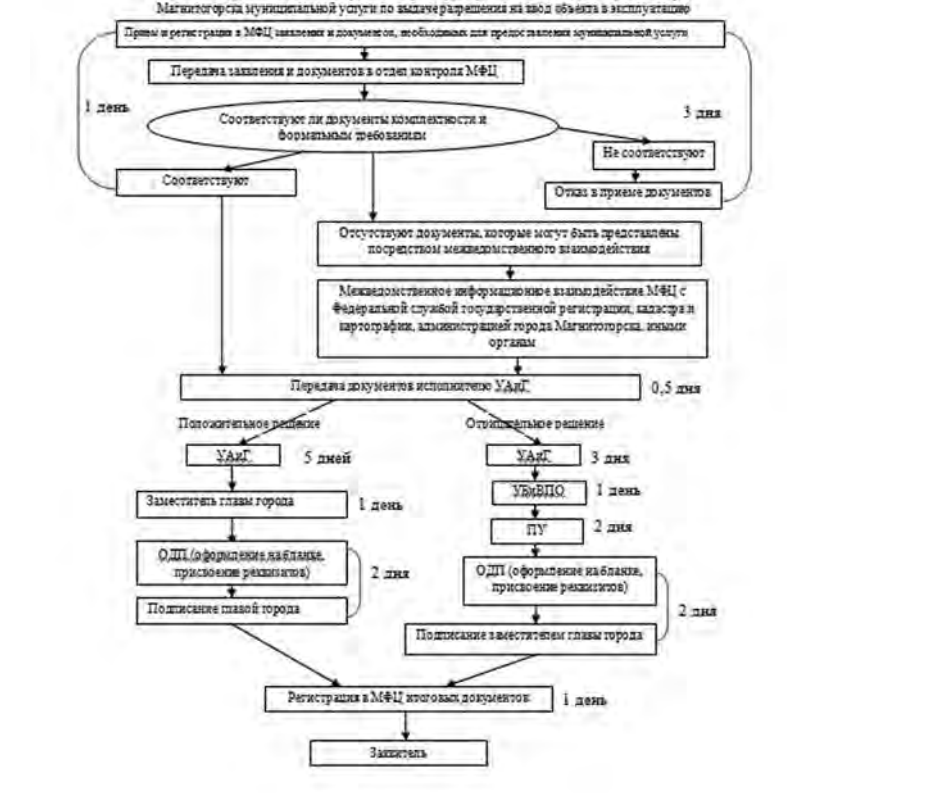 Магнитогорска муниципальной услуги по выдаче разрешения на ввод объекта в эксплуатацию
Прием и регистрация в МФЦ заявления и документов, необходимых для предоставления муниципальной услуги
Передача заявления и документов в отдел контроля МФЦ
1 день
3 дня
Соответствуют ли документы комплектности и
формальным требованиям
Не соответствуют
Соответствуют
Отказ в приеме документов
Отсутствуют документы, которые могут быть представлены
посредством межведомственного взаимодействия
Межведомственное информационное взаимодействие МФЦ с
Федеральной службой государственной регистрации, кадастра и
картографии, администрацией города Магнитогорска, иными
органам
Передача документов исполнителю УАиГ
0,5 дня
Положительное решение
Отрицательное решение
УАиГ
5 дней
УАиГ
3 дня
УБиВПО
1 день
Заместитель главы города
1 день
ПУ
2 дня
ОДП (оформление на бланке,
присвоение реквизитов)
2 дня
ОДП (оформление на бланке,
присвоение реквизитов)
Подписание главой города
2 дня
Подписание заместителем главы города
Регистрация в МФЦ итоговых документов
1 день
Заявитель